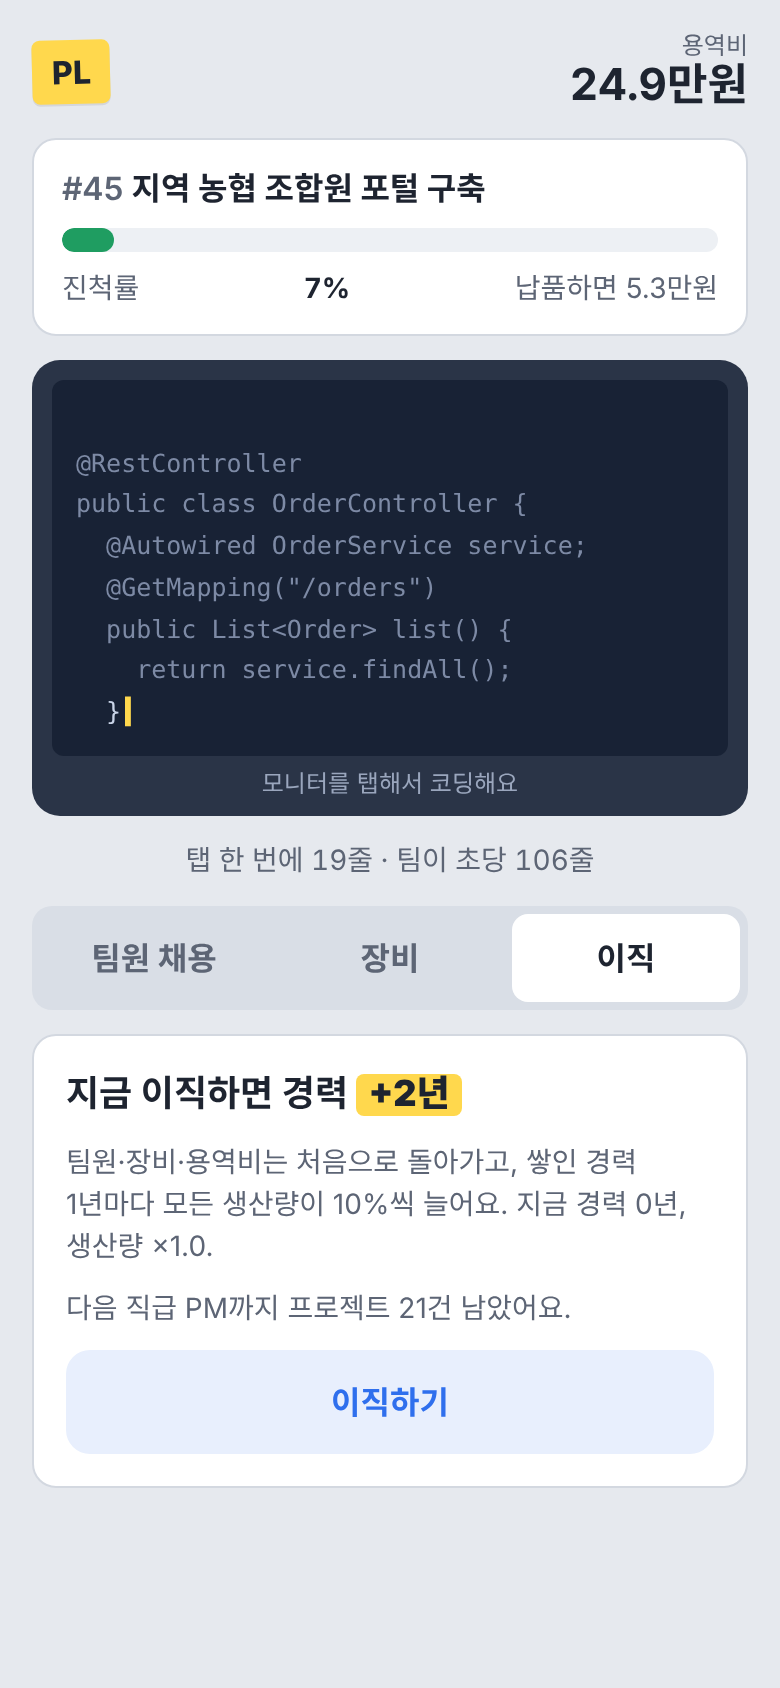 PL
용역비
24.9만원
#45 지역 농협 조합원 포털 구축
진척률 7% 납품하면 5.3만원
@RestController
public class OrderController {
  @Autowired OrderService service;
  @GetMapping("/orders")
  public List<Order> list() {
    return service.findAll();
  }
모니터를 탭해서 코딩해요
탭 한 번에 19줄 · 팀이 초당 106줄
팀원 채용 장비 이직
지금 이직하면 경력 +2년
팀원·장비·용역비는 처음으로 돌아가고, 쌓인 경력
1년마다 모든 생산량이 10%씩 늘어요. 지금 경력 0년,
생산량 ×1.0.
다음 직급 PM까지 프로젝트 21건 남았어요.
이직하기